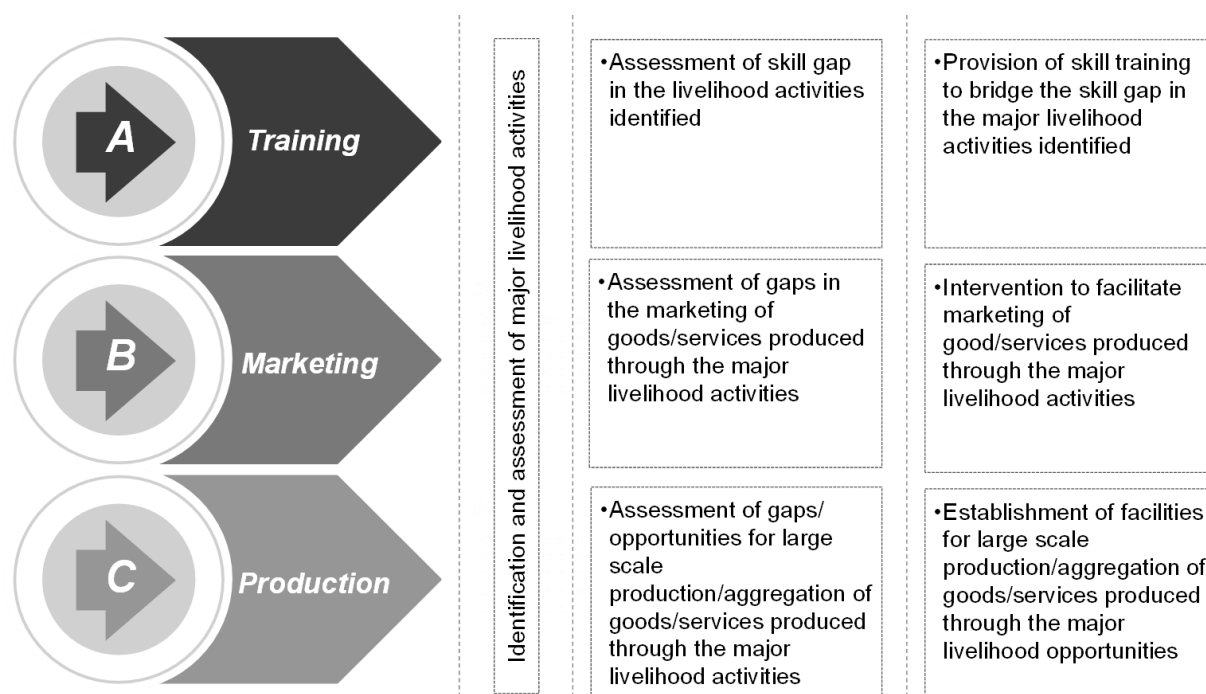 A
Training
B
Marketing
C
Production
Identification and assessment of major livelihood activities
•Assessment of skill gap
in the livelihood activities
identified
•Provision of skill training
to bridge the skill gap in
the major livelihood
activities identified
•Assessment of gaps in
the marketing of
goods/services produced
through the major
livelihood activities
•Intervention to facilitate
marketing of
good/services produced
through the major
livelihood activities
•Assessment of gaps/
opportunities for large
scale
production/aggregation of
goods/services produced
through the major
livelihood activities
•Establishment of facilities
for large scale
production/aggregation of
goods/services produced
through the major
livelihood opportunities